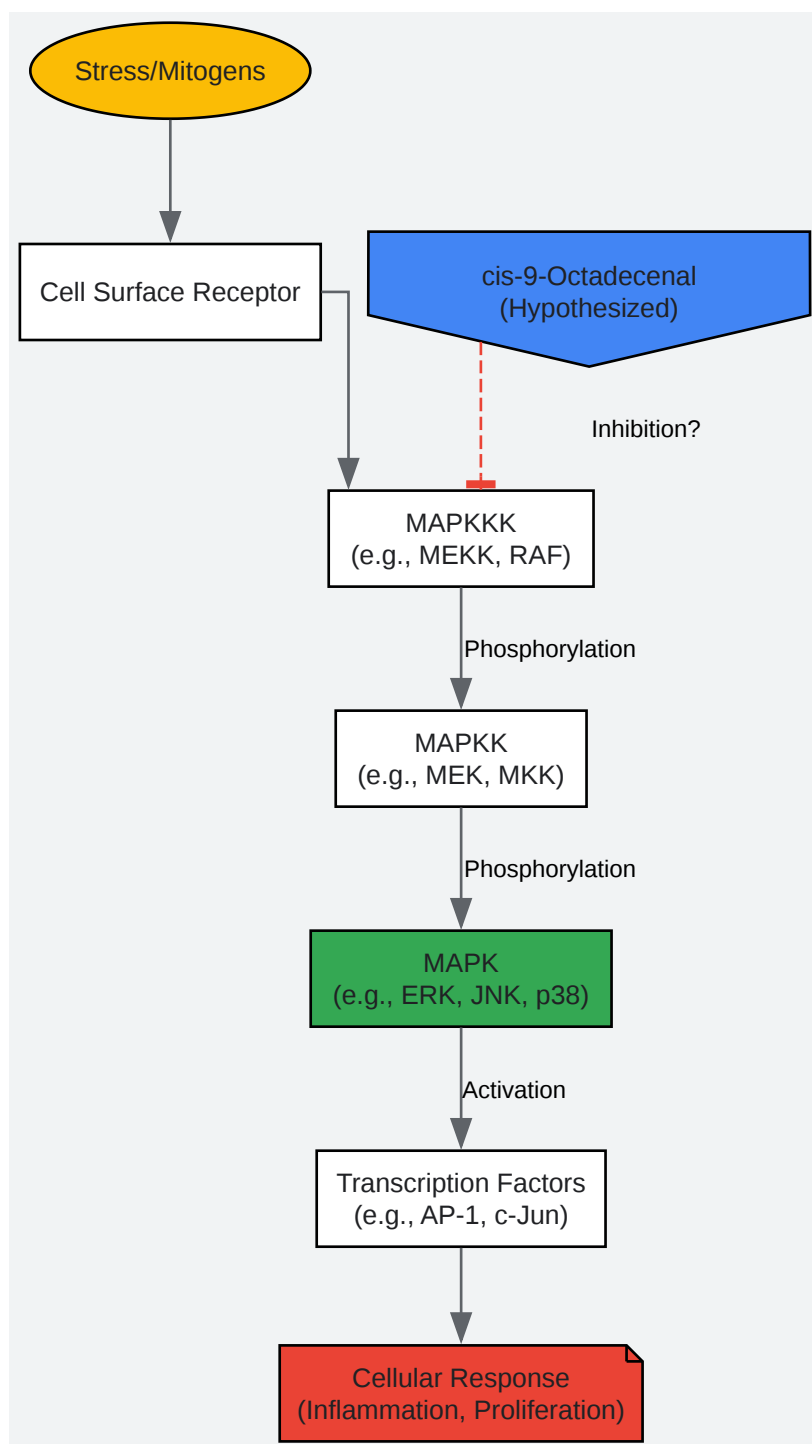 Stress/Mitogens
Cell Surface Receptor
cis-9-Octadecenal
(Hypothesized)
Inhibition?
MAPKKK
(e.g., MEKK, RAF)
Phosphorylation
MAPKK
(e.g., MEK, MKK)
Phosphorylation
MAPK
(e.g., ERK, JNK, p38)
Activation
Transcription Factors
(e.g., AP-1, c-Jun)
Cellular Response
(Inflammation, Proliferation)